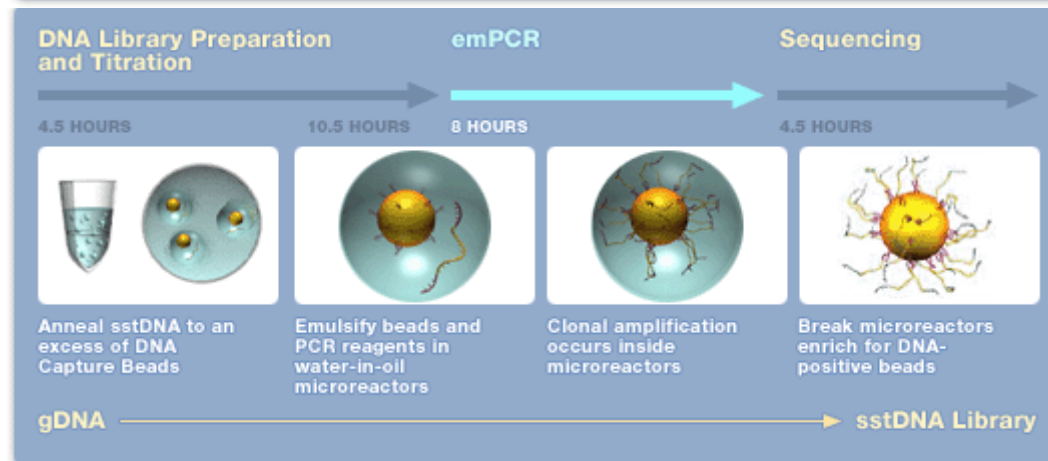 DNA Library Preparation
and Titration
emPCR
Sequencing
4.5 HOURS
10.5 HOURS
8 HOURS
4.5 HOURS
Anneal sstDNA to an
excess of DNA
Capture Beads
Emulsify beads and
PCR reagents in
water-in-oil
microreactors
Clonal amplification
occurs inside
microreactors
Break microreactors
enrich for DNA-
positive beads
gDNA
sstDNA Library